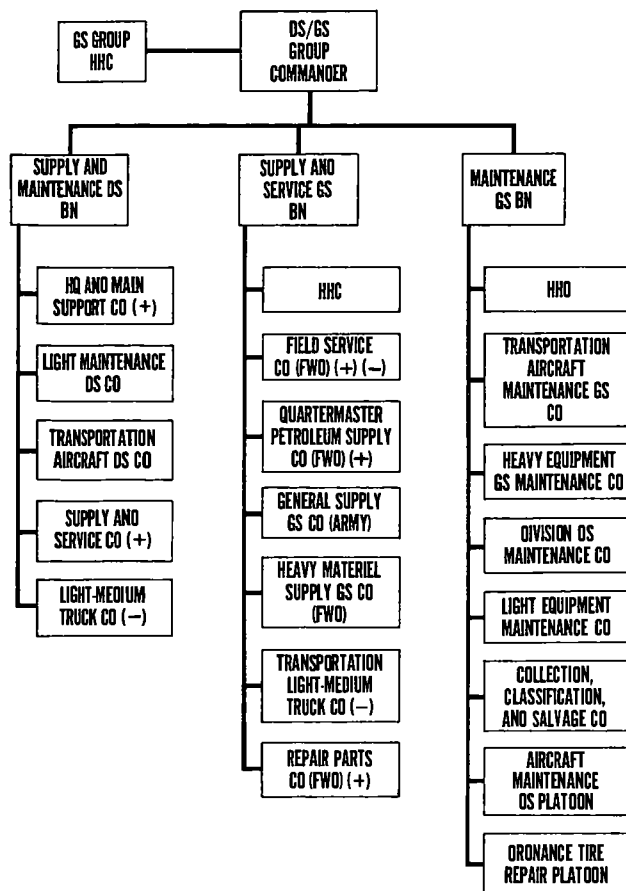 GS GROUP
HHC
DS/GS
GROUP
COMMANDER
SUPPLY AND
MAINTENANCE DS
BN
SUPPLY AND
SERVICE GS
BN
MAINTENANCE
GS BN
HQ AND MAIN
SUPPORT CO (+)
LIGHT MAINTENANCE
DS CO
TRANSPORTATION
AIRCRAFT DS CO
SUPPLY AND
SERVICE CO (+)
LIGHT-MEDIUM
TRUCK CO (—)
HHC
FIELD SERVICE
CO (FWD) (+) (—)
QUARTERMASTER
PETROLEUM SUPPLY
CO (FWD) (+)
GENERAL SUPPLY
GS CO (ARMY)
HEAVY MATERIEL
SUPPLY GS CO
(FWD)
TRANSPORTATION
LIGHT-MEDIUM
TRUCK CO (—)
REPAIR PARTS
CO (FWD) (+)
HHD
TRANSPORTATION
AIRCRAFT
MAINTENANCE GS
CO
HEAVY EQUIPMENT
GS MAINTENANCE CO
DIVISION DS
MAINTENANCE CO
LIGHT EQUIPMENT
MAINTENANCE CO
COLLECTION,
CLASSIFICATION,
AND SALVAGE CO
AIRCRAFT
MAINTENANCE
DS PLATOON
ORDNANCE TIRE
REPAIR PLATOON